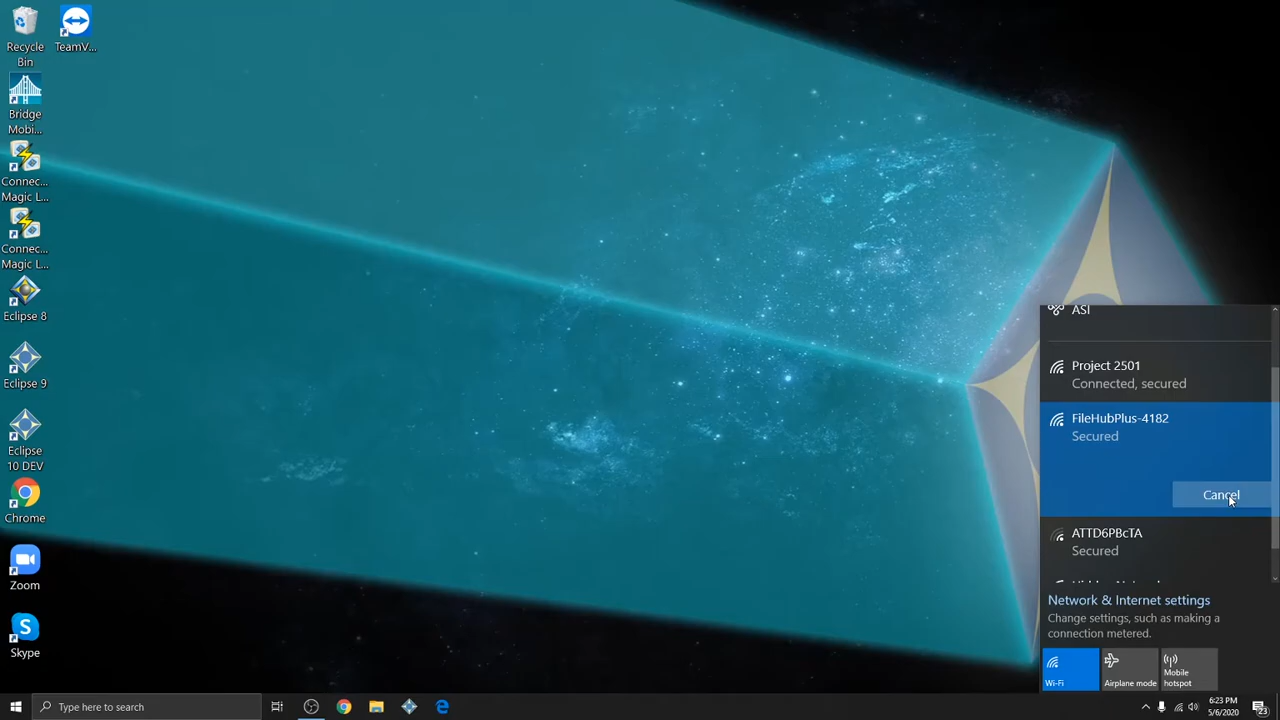 Recycle
Bin
TeamV...
Bridge
Mobi...
Connec...
Magic L...
Connec...
Magic L...
Eclipse 8
Eclipse 9
Eclipse
10 DEV
Chrome
Zoom
Skype
ASI
Project 2501
Connected, secured
FileHubPlus-4182
Secured
Cancel
ATTD6PBcTA
Secured
Network & Internet settings
Change settings, such as making a
connection metered.
Wi-Fi
Airplane mode
Mobile
hotspot
Type here to search
6:23 PM
5/6/2020
23